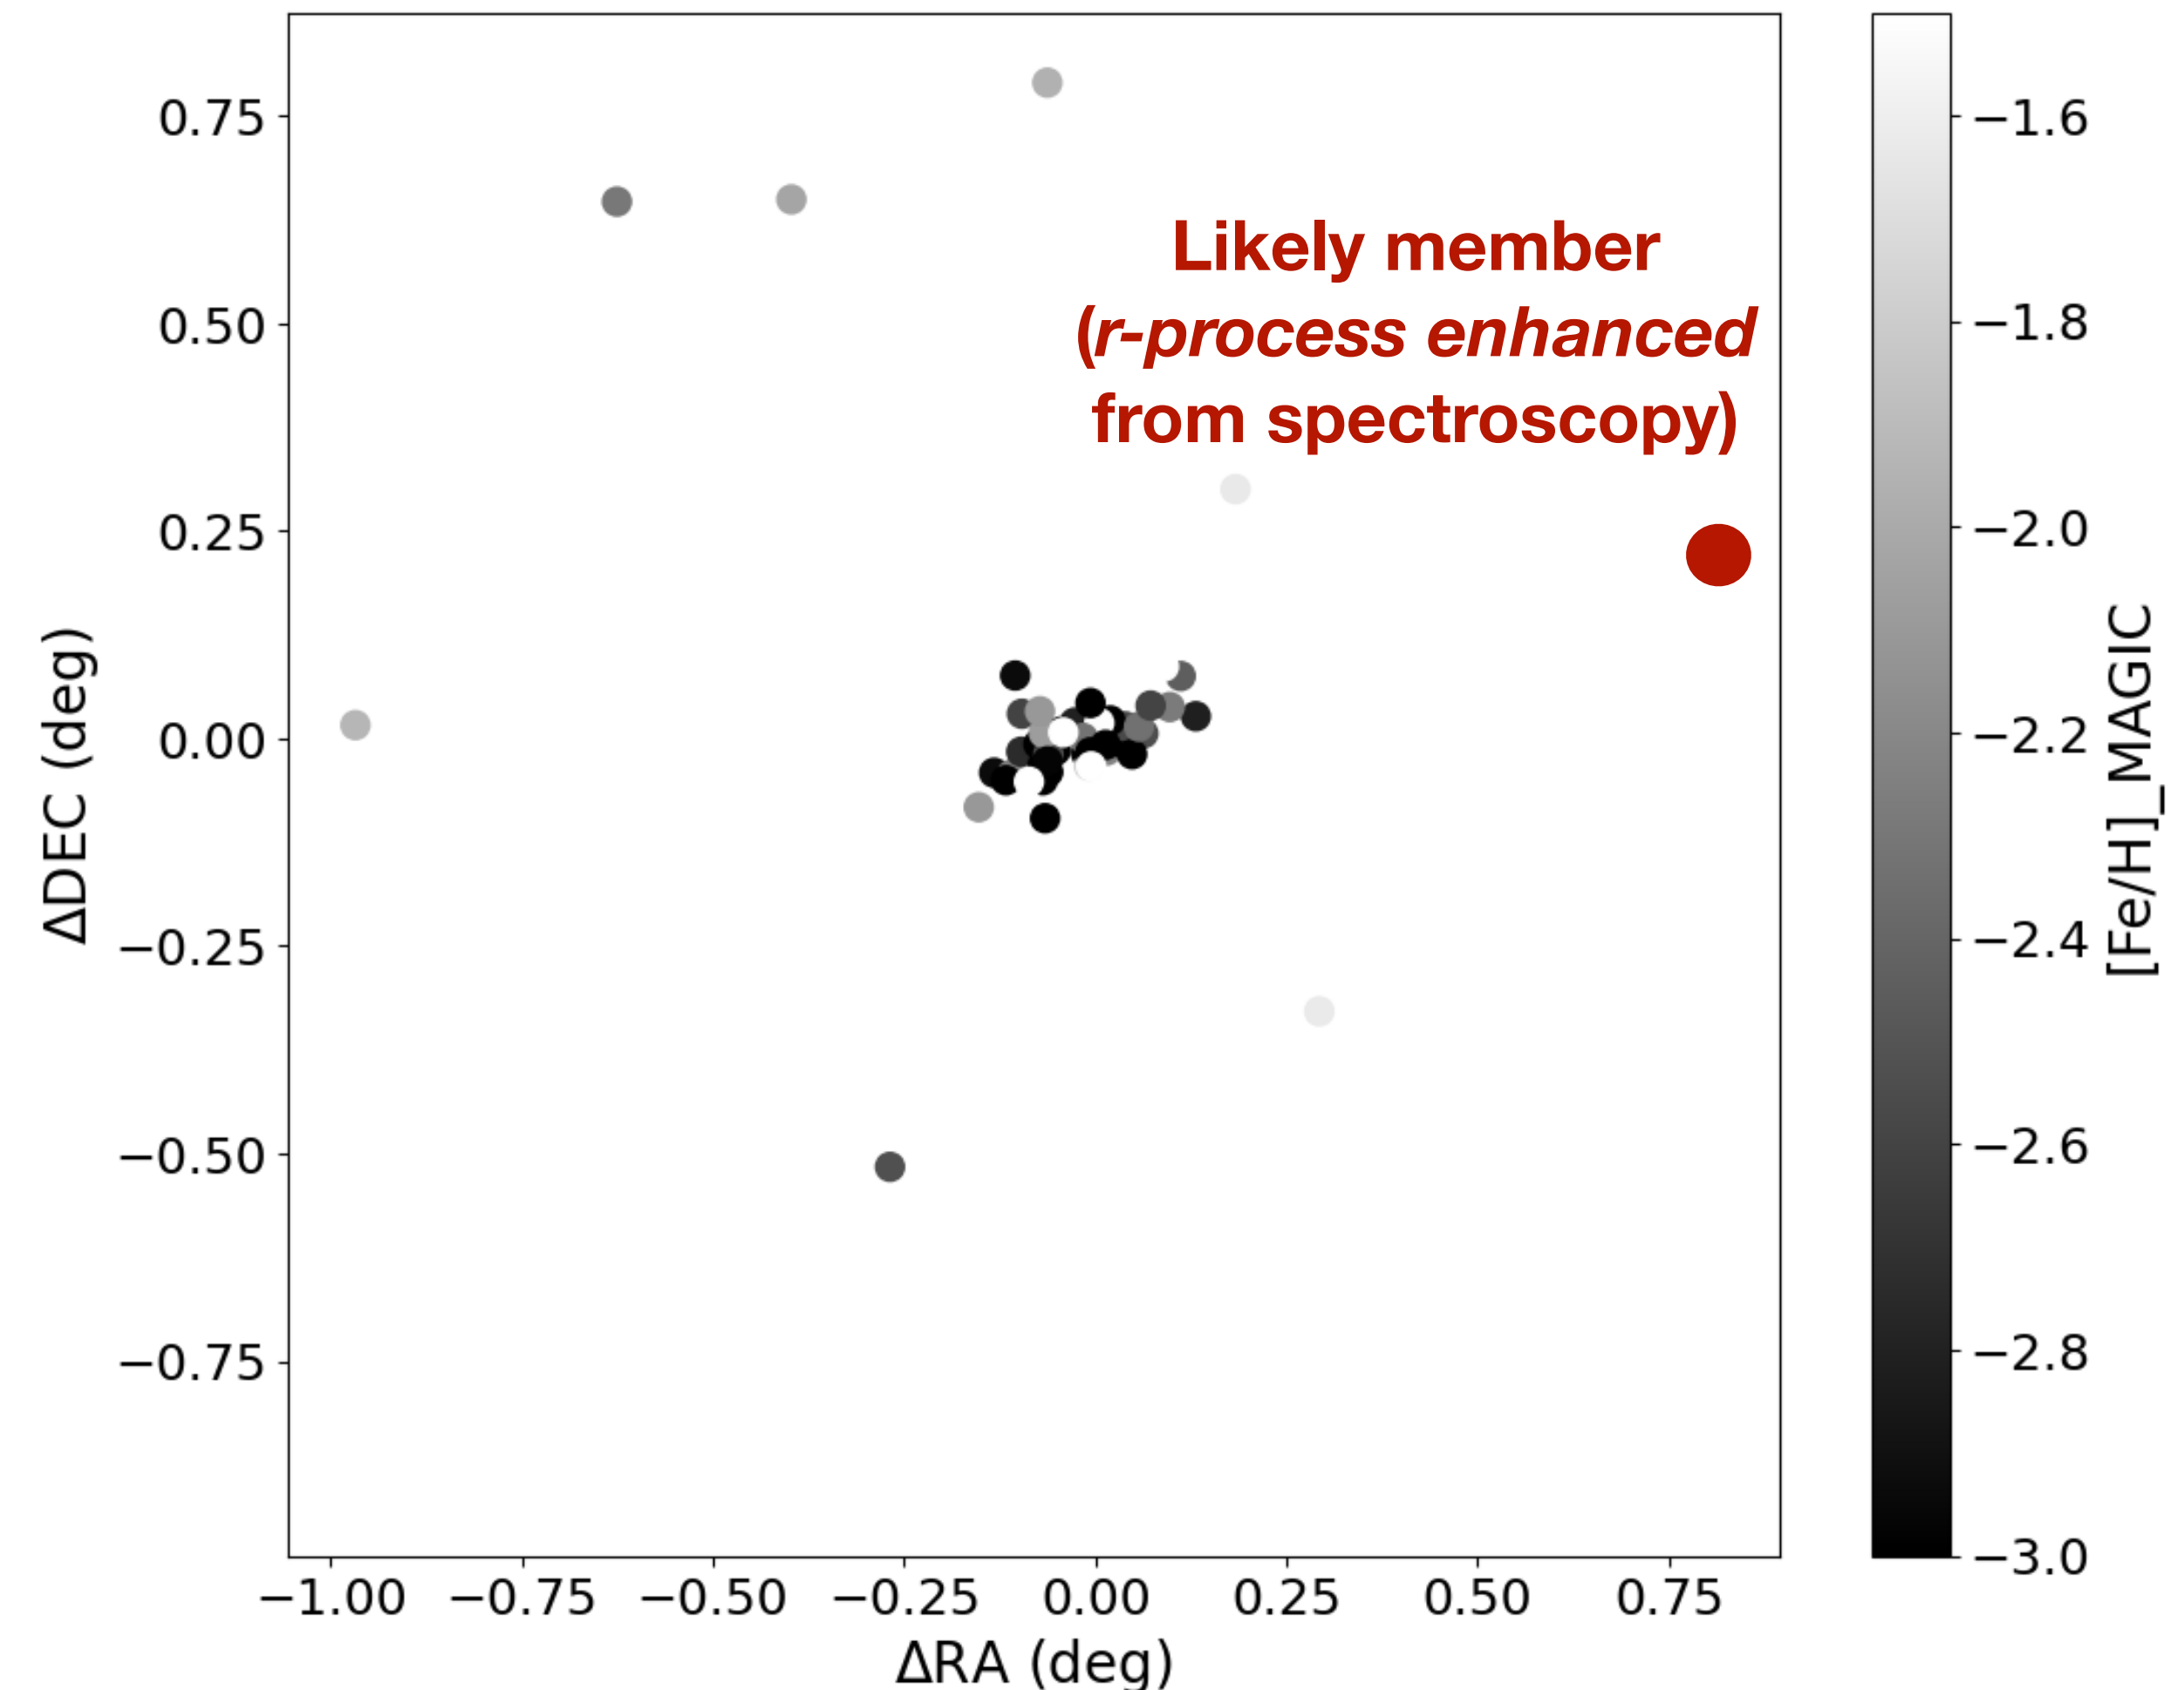 Likely member
(r-process enhanced
from spectroscopy)
0.75
0.50
0.25
0.00
−0.25
−0.50
−0.75
ΔDEC (deg)
−1.00 −0.75 −0.50 −0.25 0.00 0.25 0.50 0.75
ΔRA (deg)
−1.6
−1.8
−2.0
−2.2
−2.4
−2.6
−2.8
−3.0
[Fe/H]_MAGIC